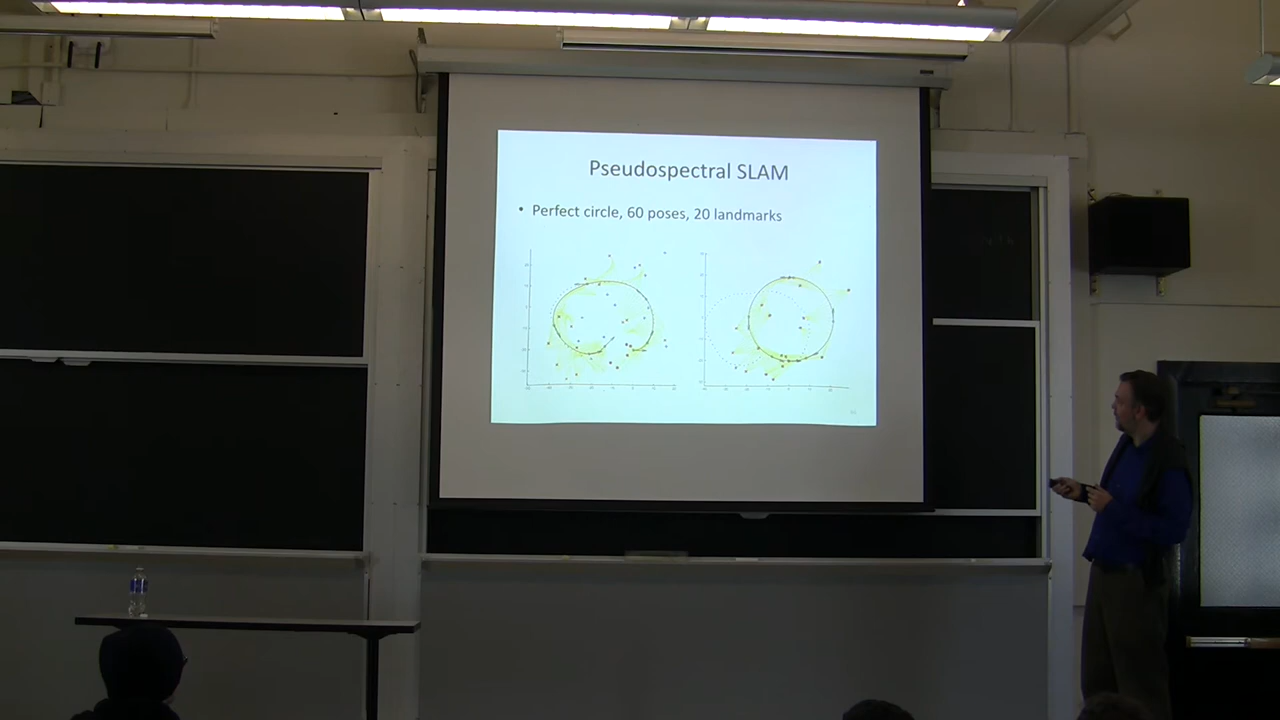 Pseudospectral SLAM
• Perfect circle, 60 poses, 20 landmarks